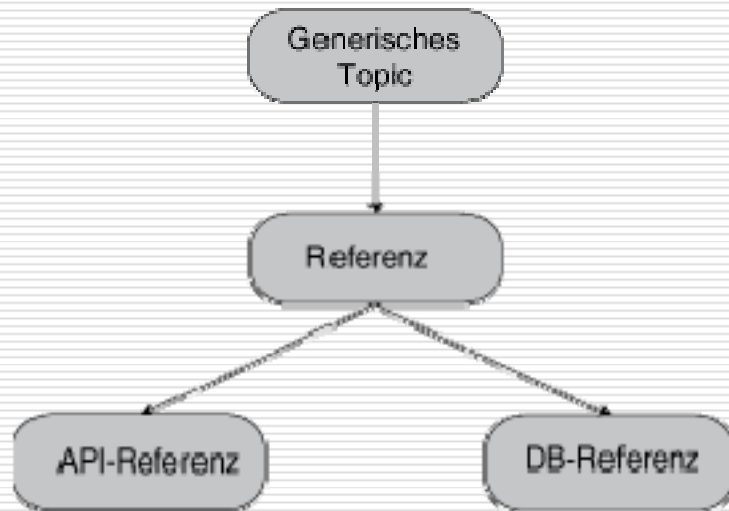 Generisches
Topic
Referenz
API-Referenz
DB-Referenz